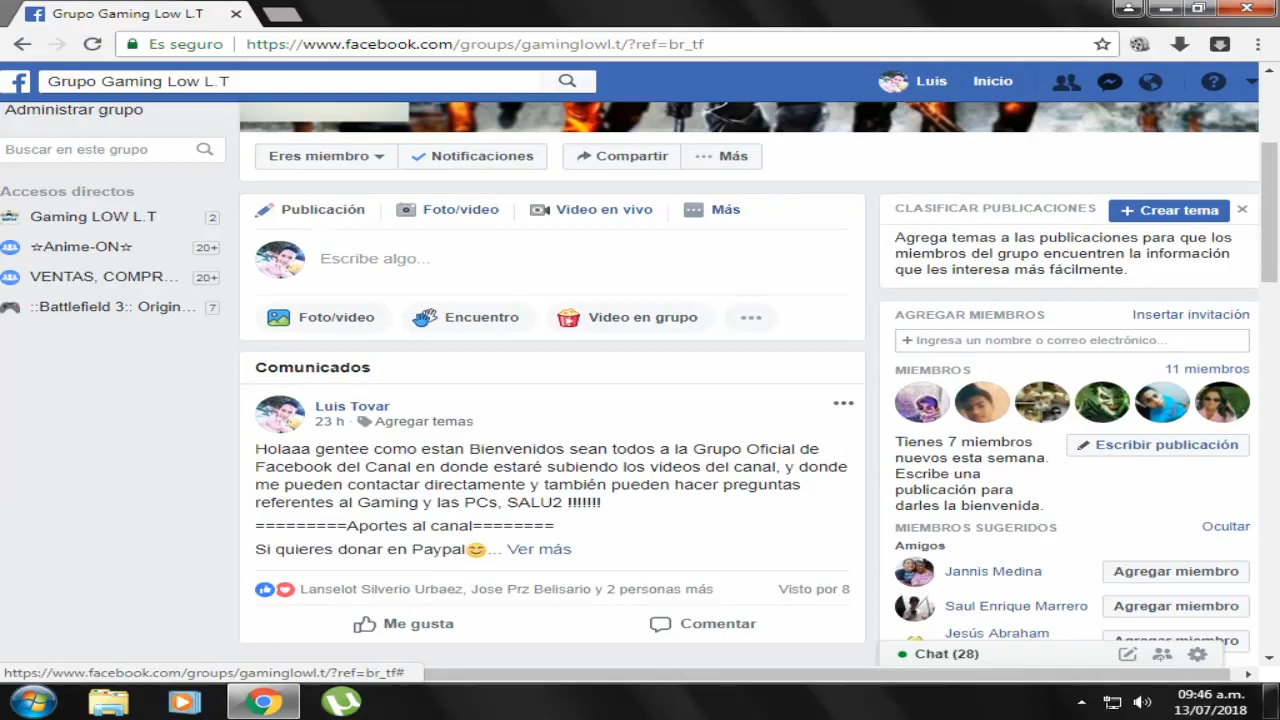 Grupo Gaming Low L.T
Es seguro
https://www.facebook.com/groups/gaminglowl.t/?ref=br_tf
Grupo Gaming Low L.T
Luis
Inicio
Administrar grupo
Buscar en este grupo
Accesos directos
Gaming LOW L.T 2
☆Anime-ON☆ 20+
VENTAS, COMPR... 20+
::Battlefield 3:: Origin... 7
Eres miembro
Notificaciones
Compartir
Más
Publicación
Foto/video
Video en vivo
Más
Escribe algo...
Foto/video
Encuentro
Video en grupo
Comunicados
Luis Tovar
23 h · Agregar temas
Holaaa gentee como estan Bienvenidos sean todos a la Grupo Oficial de
Facebook del Canal en donde estaré subiendo los videos del canal, y donde
me pueden contactar directamente y también pueden hacer preguntas
referentes al Gaming y las PCs, SALU2 !!!!!!!
=========Aportes al canal========
Si quieres donar en Paypal😊... Ver más
Lanselot Silverio Urbaez, Jose Prz Belisario y 2 personas más
Visto por 8
Me gusta
Comentar
CLASIFICAR PUBLICACIONES
+ Crear tema
Agrega temas a las publicaciones para que los
miembros del grupo encuentren la información
que les interesa más fácilmente.
AGREGAR MIEMBROS
Insertar invitación
+ Ingresa un nombre o correo electrónico...
MIEMBROS
11 miembros
Tienes 7 miembros
nuevos esta semana.
Escribe una
publicación para
darles la bienvenida.
Escribir publicación
MIEMBROS SUGERIDOS
Ocultar
Amigos
Jannis Medina
Agregar miembro
Saul Enrique Marrero
Agregar miembro
Jesús Abraham
Agregar miembro
Chat (28)
https://www.facebook.com/groups/gaminglowl.t/?ref=br_tf#
09:46 a.m.
13/07/2018